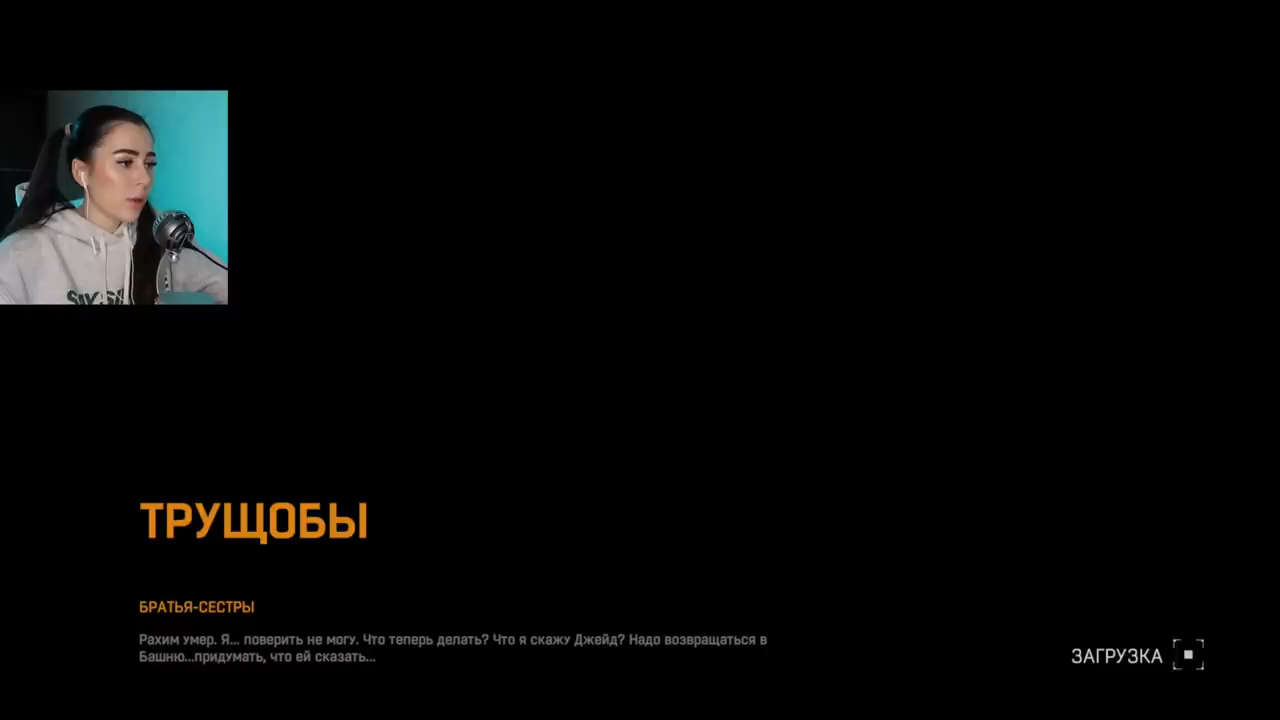 ТРУЩОБЫ
БРАТЬЯ-СЕСТРЫ
Рахим умер. Я... поверить не могу. Что теперь делать? Что я скажу Джейд? Надо возвращаться в
Башню...придумать, что ей сказать...
ЗАГРУЗКА